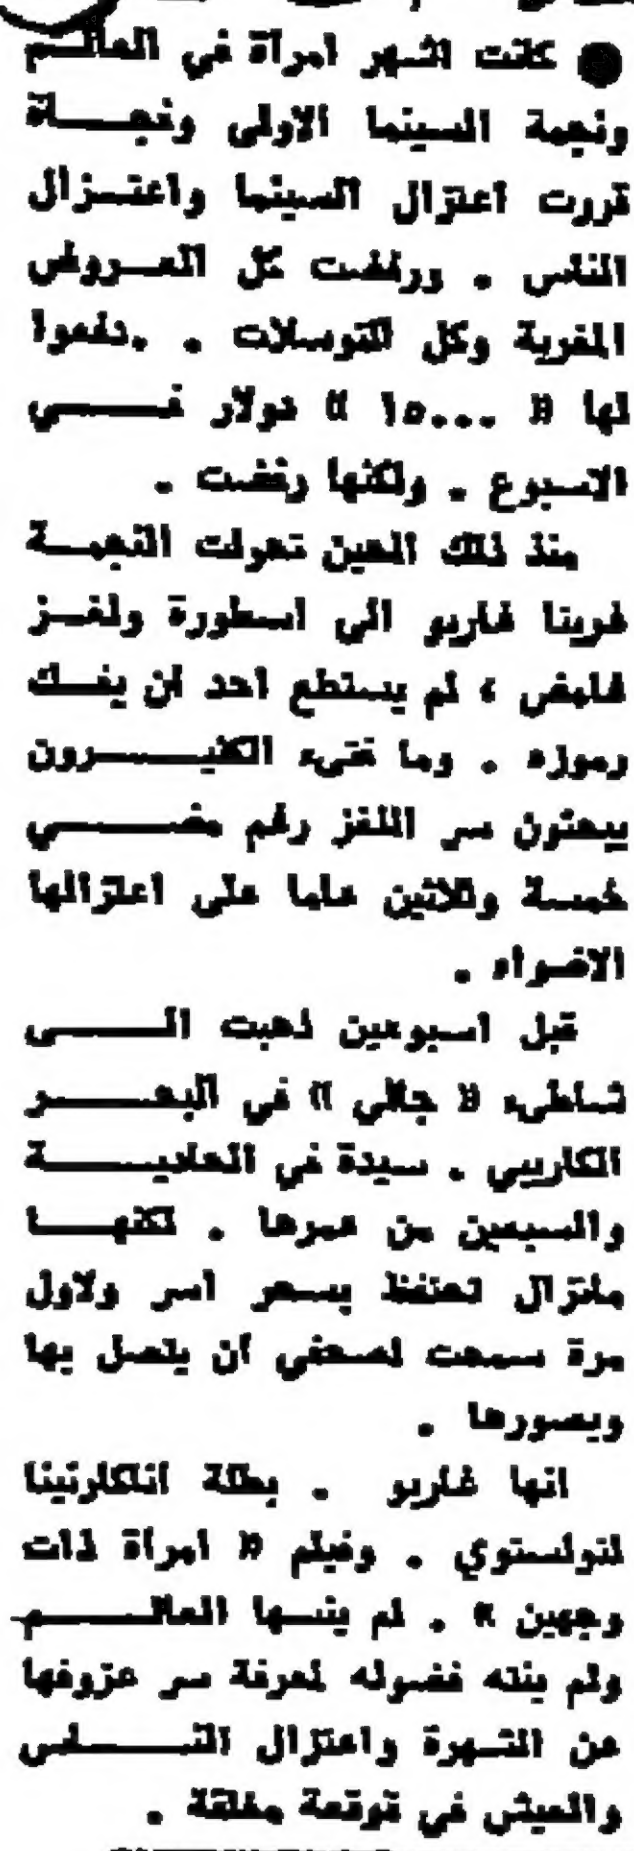 ● كانت اشهر امرأة في العالم
ونجمة السينما الاولى وفجأة
قررت اعتزال السينما واعتزال
الناس . ورفضت كل العروض
المغرية وكل التوسلات . .دفعوا
لها « ١٥٠٠٠ » دولار في
الاسبوع . ولكنها رفضت .
منذ ذلك الحين تحولت النجمة
غريتا غاربو الى اسطورة ولغز
غامض ، لم يستطع احد ان يفك
رموزه . وما فتىء الكثيرون
يبحثون سر اللغز رغم مضي
خمسة وثلاثين عاما على اعتزالها
الاضواء .
قبل اسبوعين ذهبت الى
شاطىء « جالي » في البحر
الكاريبي . سيدة في الحادية
والسبعين من عمرها . لكنها
ماتزال تحتفظ بسحر اسر ولاول
مرة سمحت لصحفي ان يتصل بها
ويصورها .
انها غاربو . بطلة اناكارنينا
لتولستوي . وفيلم « امرأة ذات
وجهين » . لم ينسها العالم
ولم ينته فضوله لمعرفة سر عزوفها
عن الشهرة واعتزال الناس
والعيش في قوقعة مغلقة .